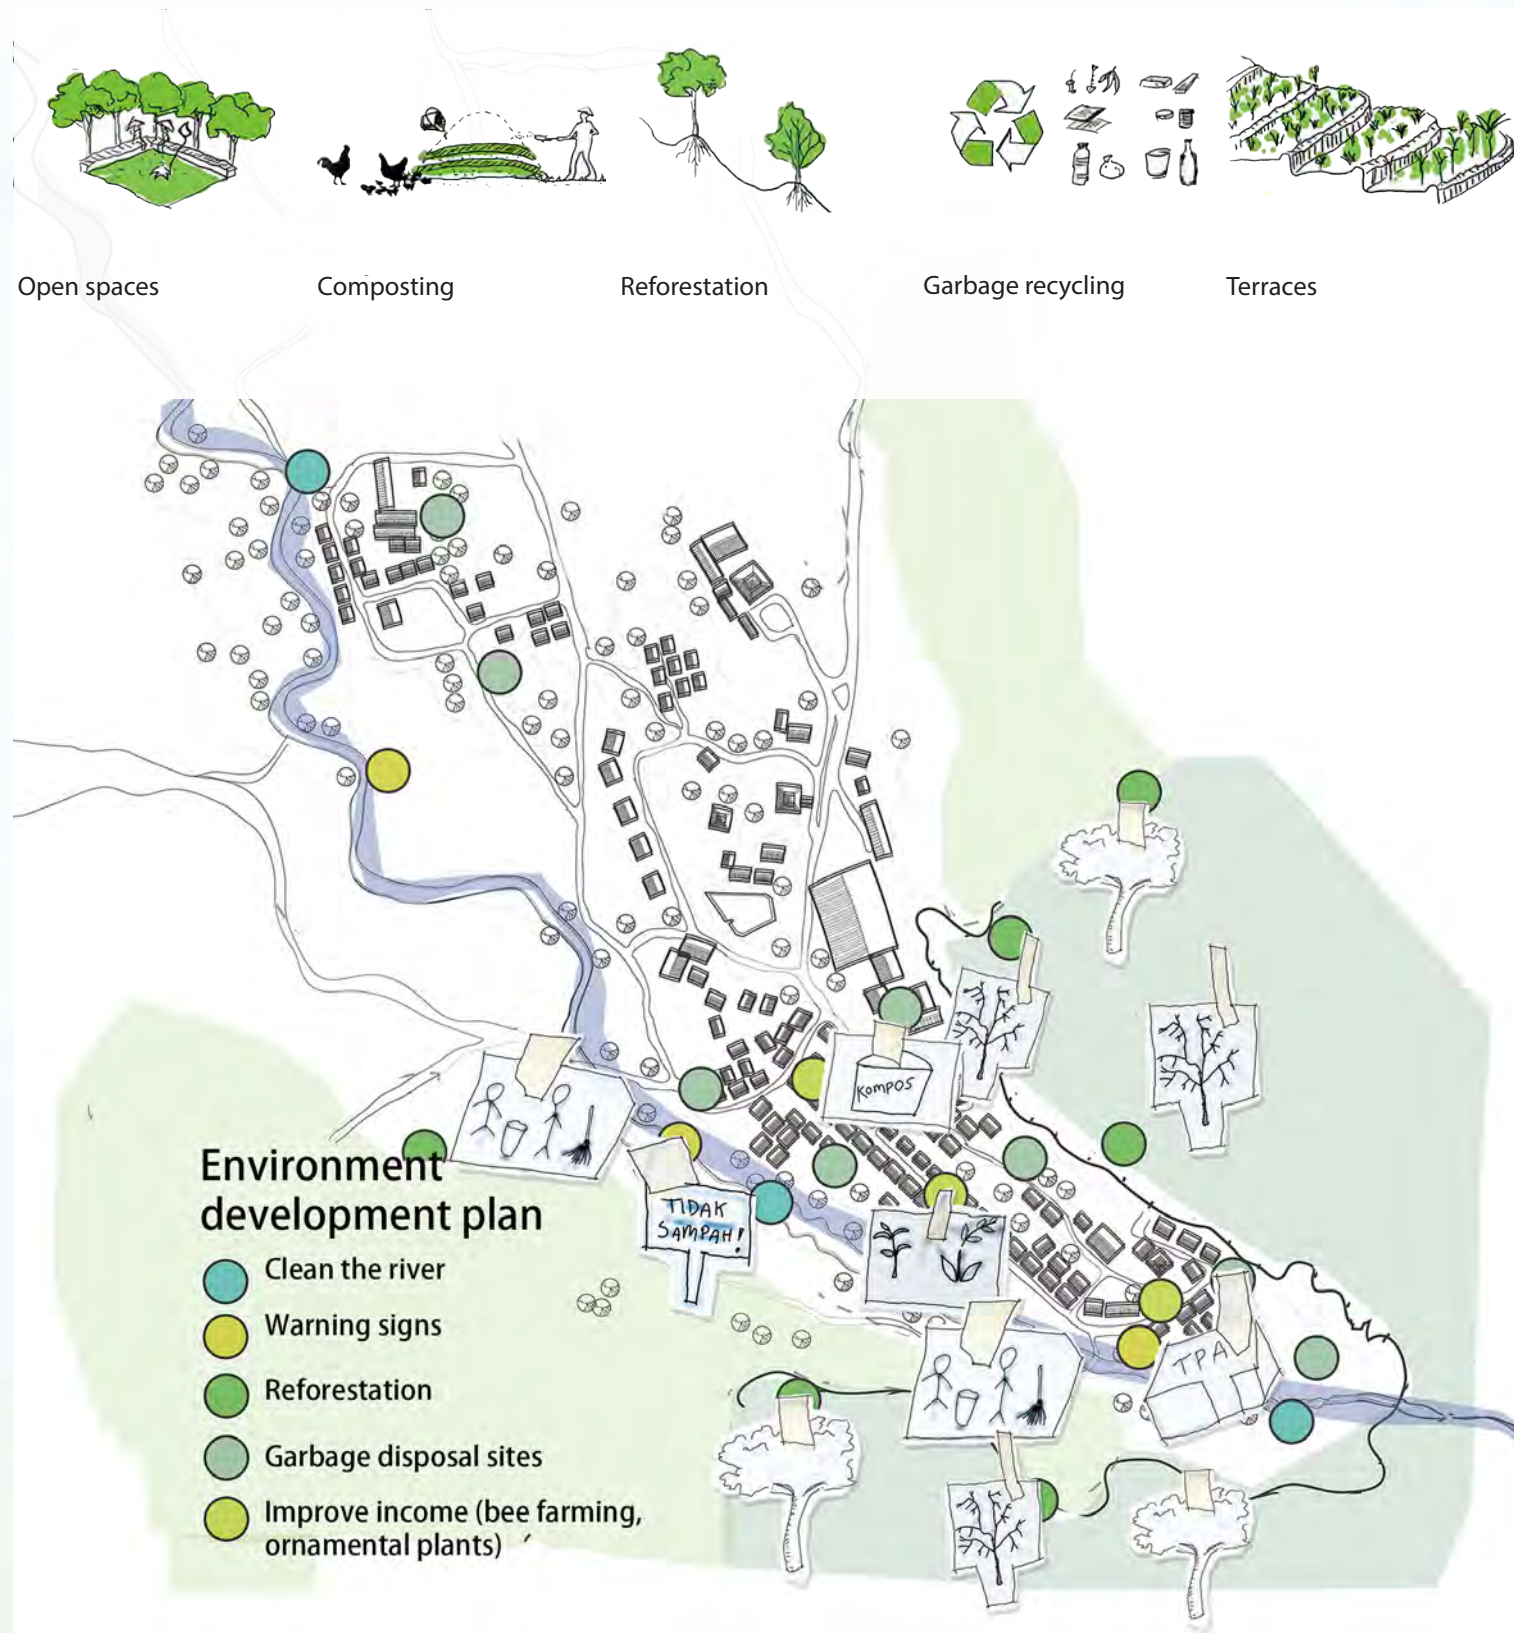 Open spaces
Composting
Reforestation
Garbage recycling
Terraces
KOMPOS
TIDAK
SAMPAH!
TPA
Environment
development plan
Clean the river
Warning signs
Reforestation
Garbage disposal sites
Improve income (bee farming,
ornamental plants)